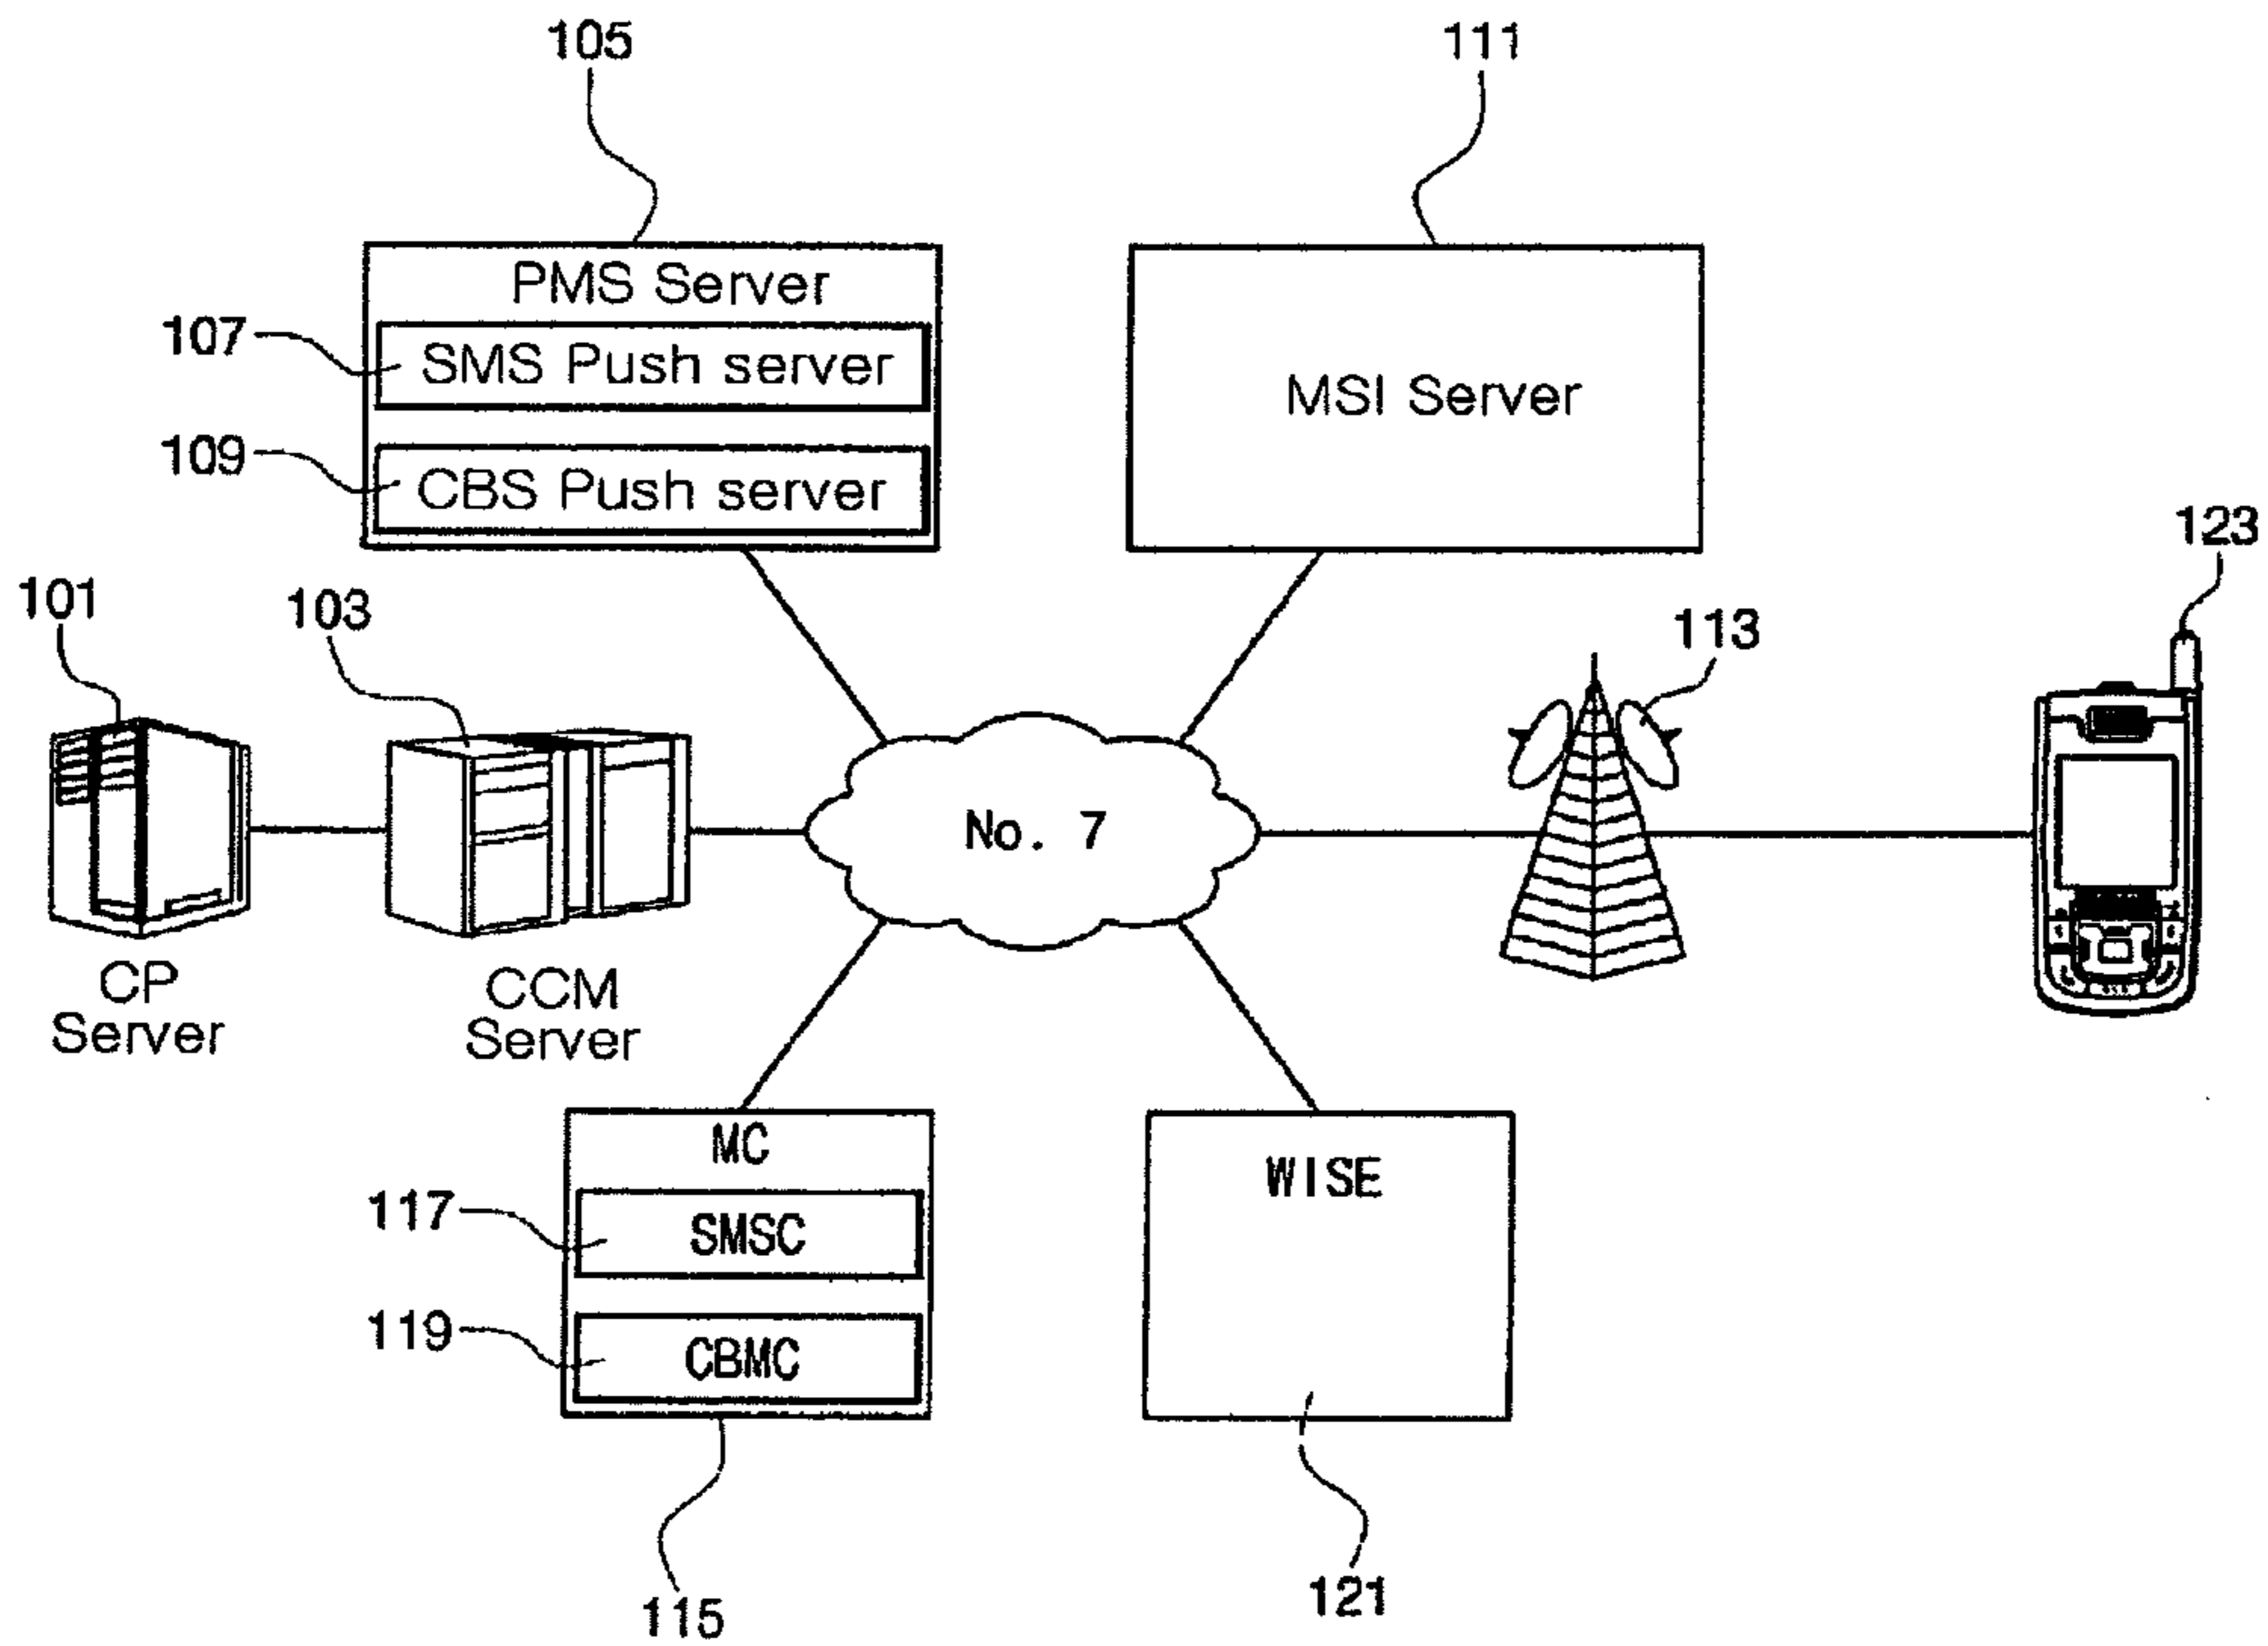 105
111
PMS Server
107
SMS Push server
MSI Server
109
CBS Push server
123
101
103
113
No. 7
CP
Server
CCM
Server
MC
WISE
117
SMSC
119
CBMC
121
115